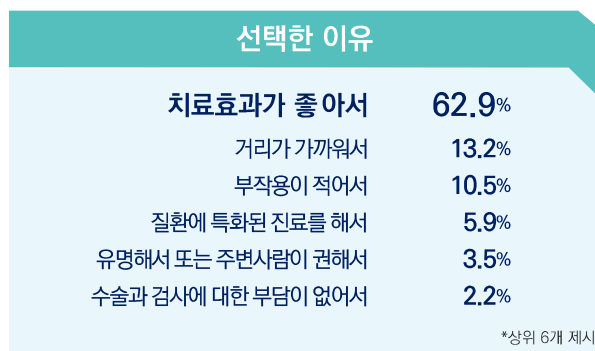 선택한 이유
치료효과가 좋아서 62.9%
거리가 가까워서 13.2%
부작용이 적어서 10.5%
질환에 특화된 진료를 해서 5.9%
유명해서 또는 주변사람이 권해서 3.5%
수술과 검사에 대한 부담이 없어서 2.2%
*상위 6개 제시